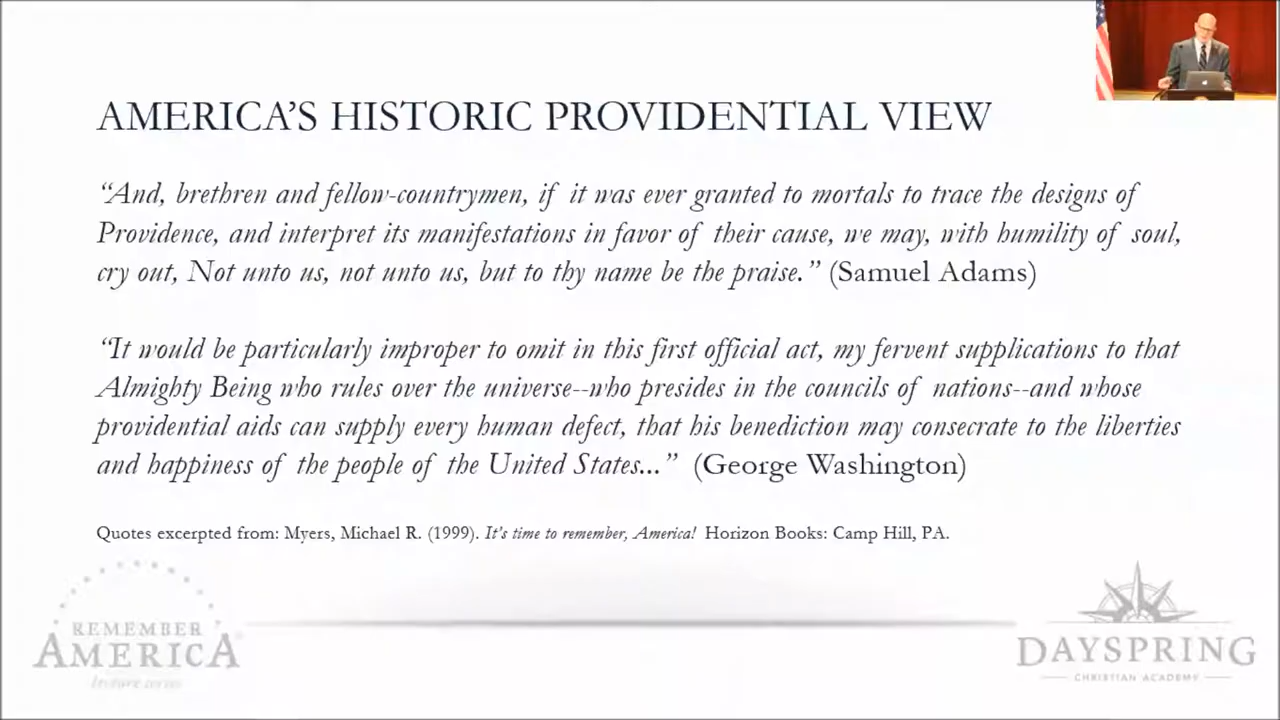 AMERICA'S HISTORIC PROVIDENTIAL VIEW
“And, brethren and fellow-countrymen, if it was ever granted to mortals to trace the designs of
Providence, and interpret its manifestations in favor of their cause, we may, with humility of soul,
cry out, Not unto us, not unto us, but to thy name be the praise.” (Samuel Adams)
“It would be particularly improper to omit in this first official act, my fervent supplications to that
Almighty Being who rules over the universe--who presides in the councils of nations--and whose
providential aids can supply every human defect, that his benediction may consecrate to the liberties
and happiness of the people of the United States...” (George Washington)
Quotes excerpted from: Myers, Michael R. (1999). It's time to remember, America! Horizon Books: Camp Hill, PA.
REMEMBER
AMERICA
lecture series
DAYSPRING
CHRISTIAN ACADEMY